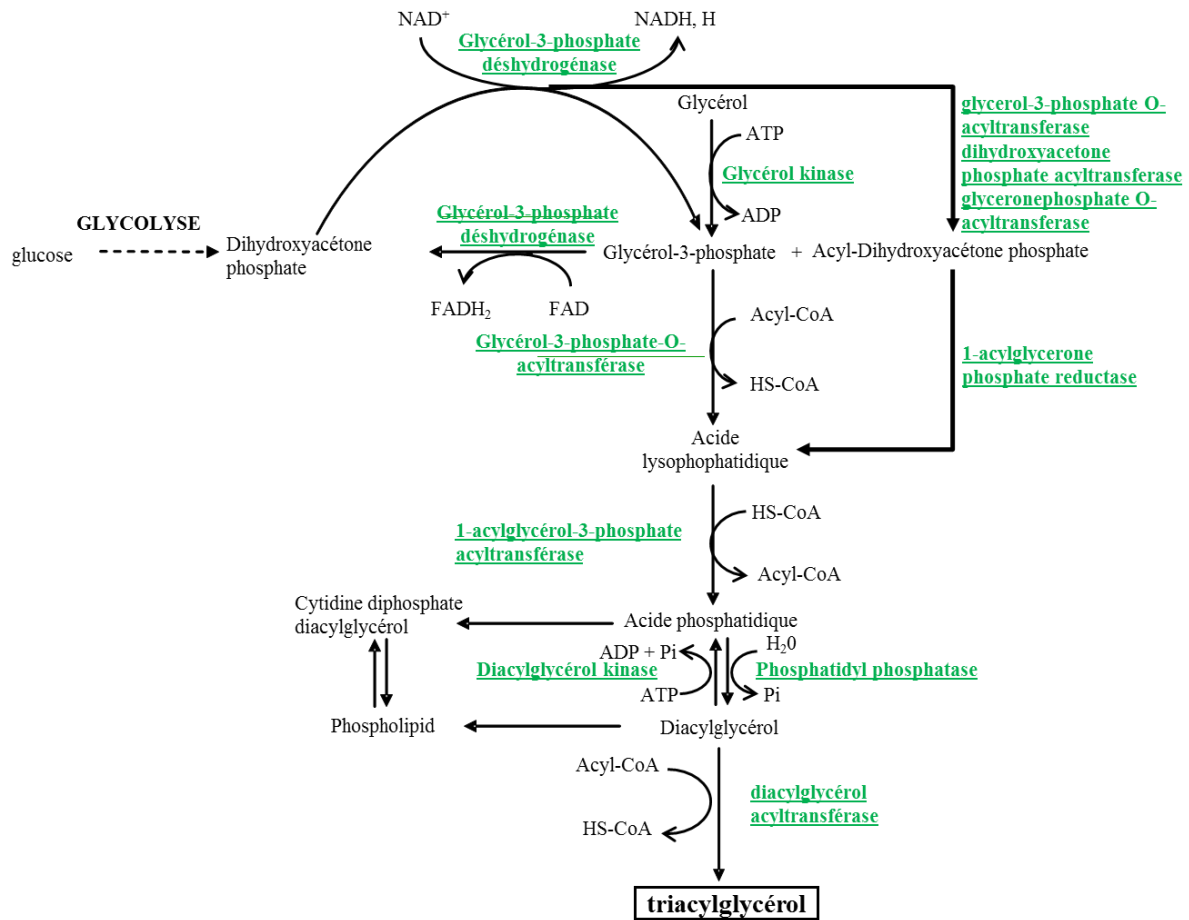 NAD⁺
NADH, H
Glycérol-3-phosphate
déshydrogénase
Glycérol
ATP
Glycérol kinase
ADP
glycerol-3-phosphate O-
acyltransferase
dihydroxyacetone
phosphate acyltransferase
glyceronephosphate O-
acyltransferase
GLYCOLYSE
glucose
Dihydroxyacétone
phosphate
Glycérol-3-phosphate
déshydrogénase
FADH₂
FAD
Glycérol-3-phosphate + Acyl-Dihydroxyacétone phosphate
Glycérol-3-phosphate-O-
acyltransférase
Acyl-CoA
HS-CoA
1-acylglycerone
phosphate reductase
Acide
lysophophatidique
1-acylglycérol-3-phosphate
acyltransférase
HS-CoA
Acyl-CoA
Cytidine diphosphate
diacylglycérol
Acide phosphatidique
ADP + Pi
H₂0
Diacylglycérol kinase
Phosphatidyl phosphatase
ATP
Pi
Phospholipid
Diacylglycérol
Acyl-CoA
HS-CoA
diacylglycérol
acyltransférase
triacylglycérol